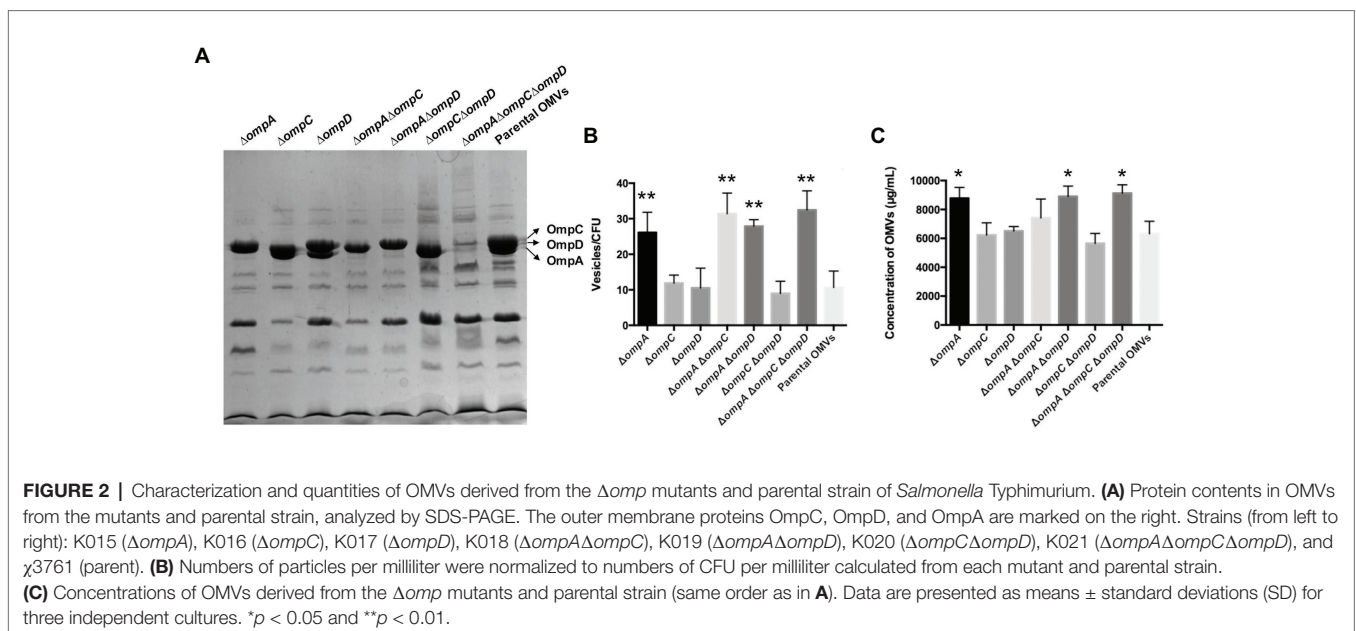 A
ΔompA
ΔompC
ΔompD
ΔompAΔompC
ΔompAΔompD
ΔompCΔompD
ΔompAΔompCΔompD
Parental OMVs
OmpC
OmpD
OmpA
B
Vesicles/CFU
40
30
20
10
0
**
**
**
**
ΔompA
ΔompC
ΔompD
ΔompA ΔompC
ΔompA ΔompD
ΔompC ΔompD
ΔompA ΔompC ΔompD
Parental OMVs
C
Concentration of OMVs (μg/mL)
10000
8000
6000
4000
2000
0
*
*
*
ΔompA
ΔompC
ΔompD
ΔompA ΔompC
ΔompA ΔompD
ΔompC ΔompD
ΔompA ΔompC ΔompD
Parental OMVs
FIGURE 2 | Characterization and quantities of OMVs derived from the Δomp mutants and parental strain of Salmonella Typhimurium. (A) Protein contents in OMVs
from the mutants and parental strain, analyzed by SDS-PAGE. The outer membrane proteins OmpC, OmpD, and OmpA are marked on the right. Strains (from left to
right): K015 (ΔompA), K016 (ΔompC), K017 (ΔompD), K018 (ΔompAΔompC), K019 (ΔompAΔompD), K020 (ΔompCΔompD), K021 (ΔompAΔompCΔompD), and
χ3761 (parent). (B) Numbers of particles per milliliter were normalized to numbers of CFU per milliliter calculated from each mutant and parental strain.
(C) Concentrations of OMVs derived from the Δomp mutants and parental strain (same order as in A). Data are presented as means ± standard deviations (SD) for
three independent cultures. *p < 0.05 and **p < 0.01.